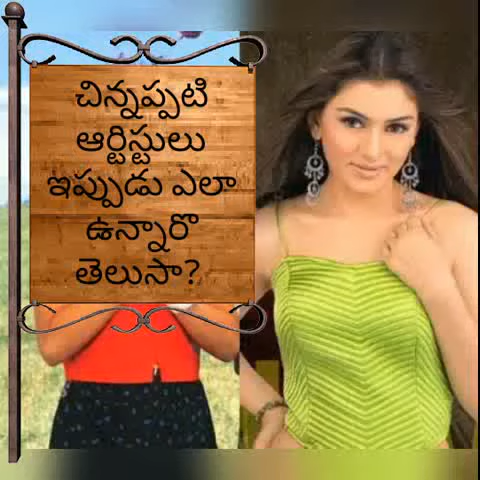 చిన్నప్పటి
ఆర్టిస్టులు
ఇప్పుడు ఎలా
ఉన్నారొ
తెలుసా?